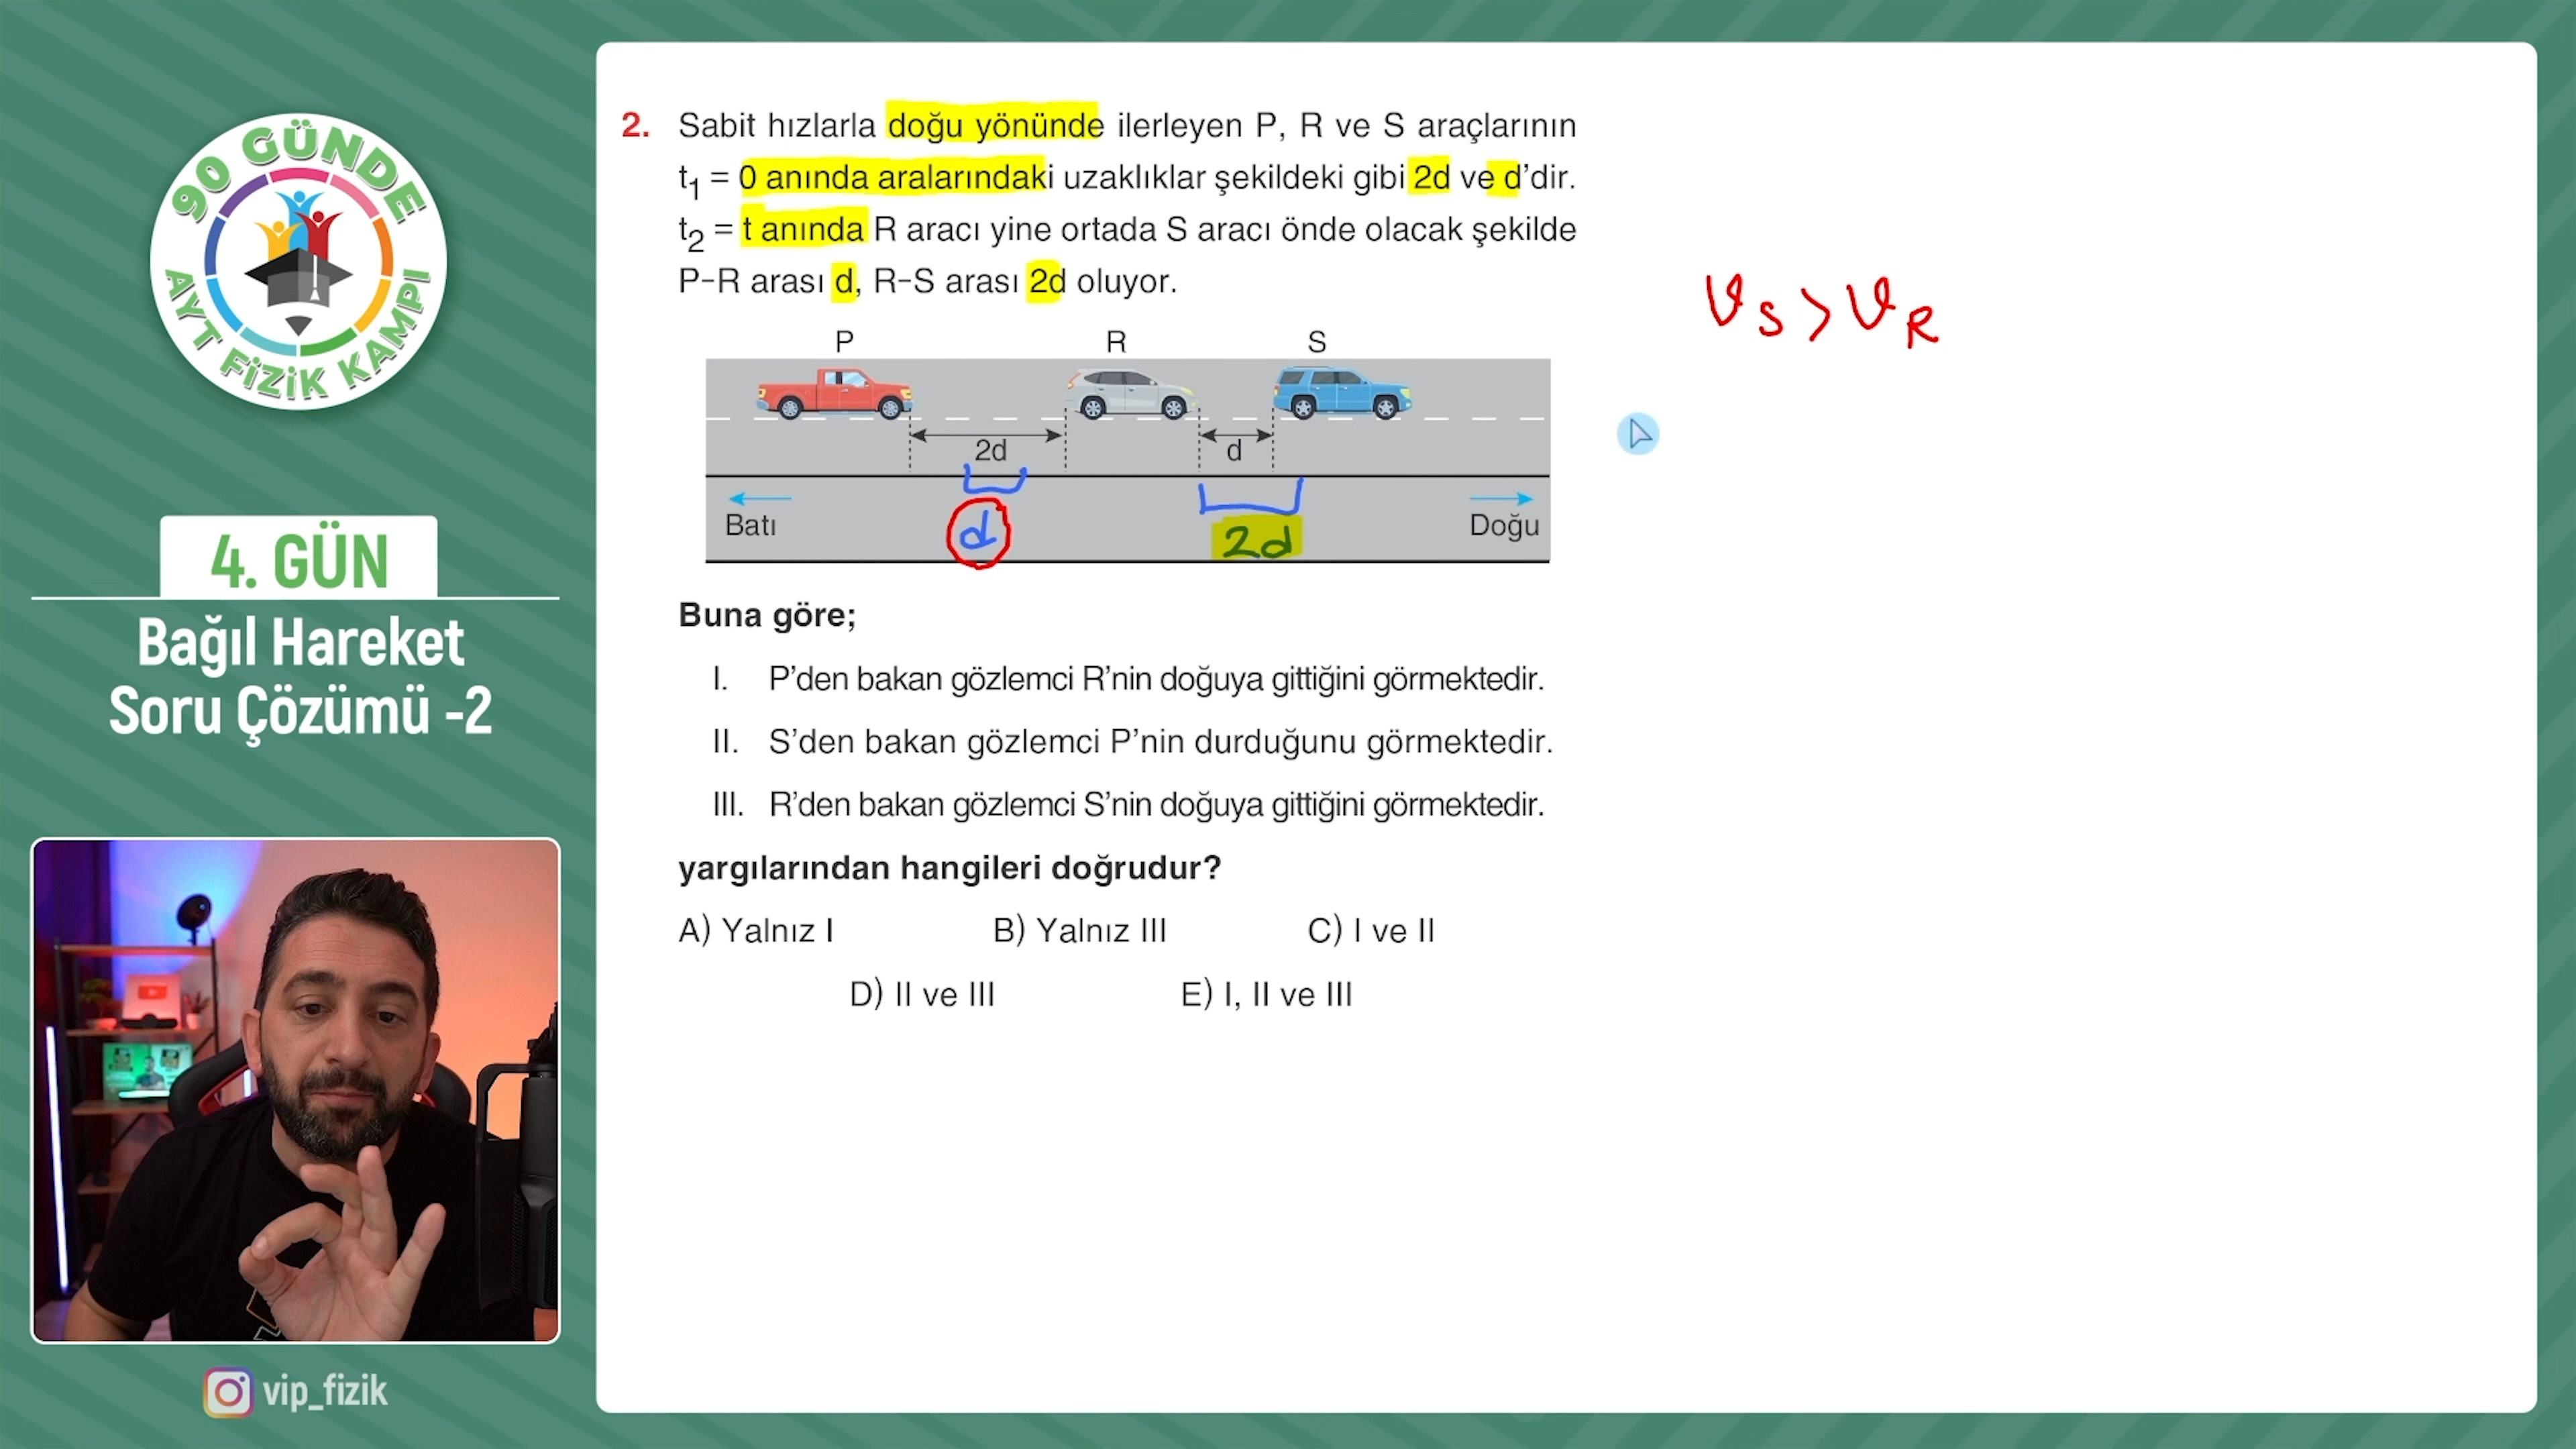 90 GÜNDE
AYT FİZİK KAMPI
4. GÜN
Bağıl Hareket
Soru Çözümü -2
vip_fizik
2. Sabit hızlarla doğu yönünde ilerleyen P, R ve S araçlarının
t₁ = 0 anında aralarındaki uzaklıklar şekildeki gibi 2d ve d’dir.
t₂ = t anında R aracı yine ortada S aracı önde olacak şekilde
P–R arası d, R–S arası 2d oluyor.
ϑS > ϑR
P R S
2d d
Batı d 2d Doğu
Buna göre;
I. P’den bakan gözlemci R’nin doğuya gittiğini görmektedir.
II. S’den bakan gözlemci P’nin durduğunu görmektedir.
III. R’den bakan gözlemci S’nin doğuya gittiğini görmektedir.
yargılarından hangileri doğrudur?
A) Yalnız I B) Yalnız III C) I ve II
D) II ve III E) I, II ve III